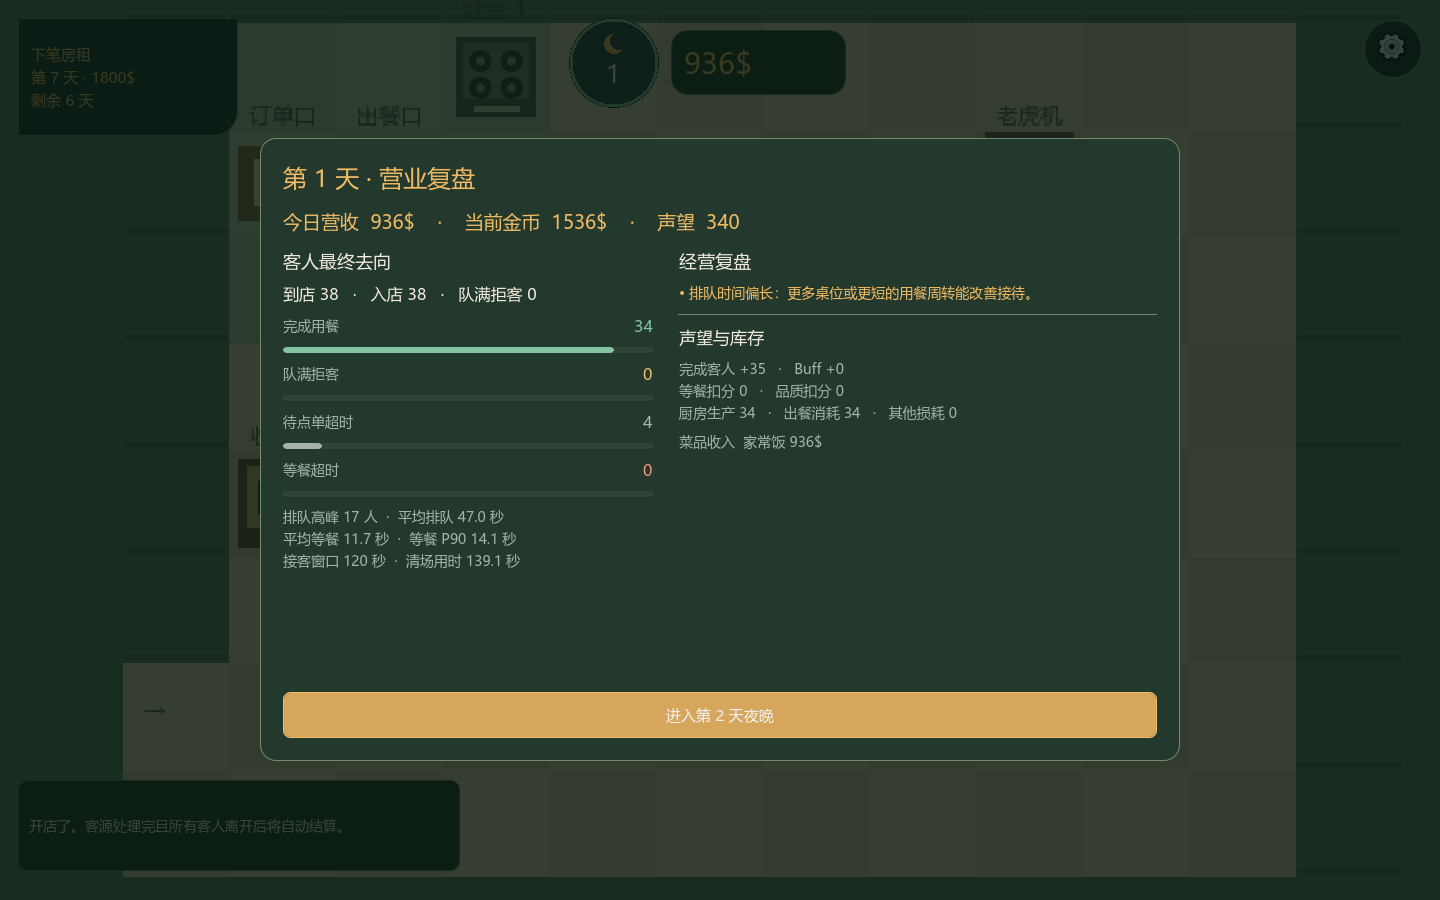 灶台 1
下笔房租
第 7 天 · 1800$
剩余 6 天
1
936$
订单口
出餐口
老虎机
第 1 天 · 营业复盘
今日营收 936$ · 当前金币 1536$ · 声望 340
客人最终去向
到店 38 · 入店 38 · 队满拒客 0
完成用餐 34
队满拒客 0
待点单超时 4
等餐超时 0
排队高峰 17 人 · 平均排队 47.0 秒
平均等餐 11.7 秒 · 等餐 P90 14.1 秒
接客窗口 120 秒 · 清场用时 139.1 秒
经营复盘
• 排队时间偏长：更多桌位或更短的用餐周转能改善接待。
声望与库存
完成客人 +35 · Buff +0
等餐扣分 0 · 品质扣分 0
厨房生产 34 · 出餐消耗 34 · 其他损耗 0
菜品收入 家常饭 936$
→
进入第 2 天夜晚
开店了。客源处理完且所有客人离开后将自动结算。